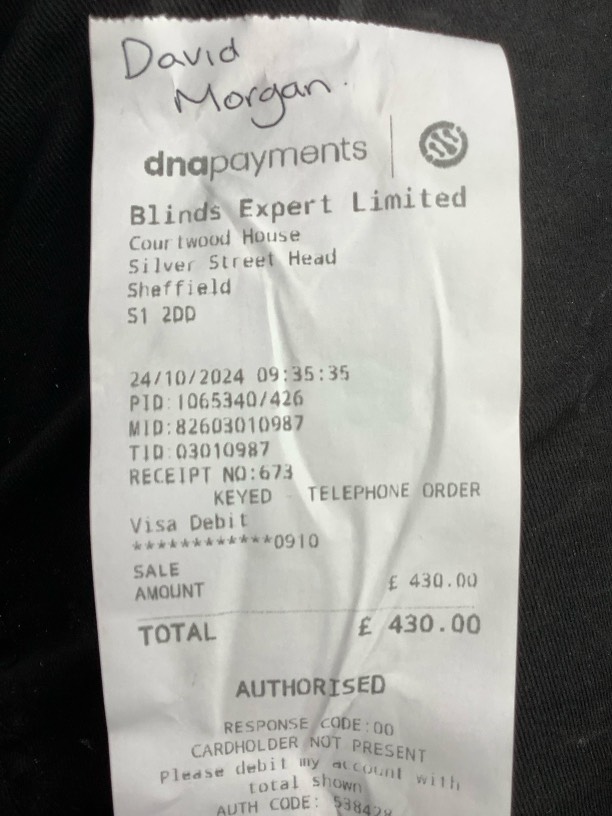 David
Morgan.
dnapayments
Blinds Expert Limited
Courtwood House
Silver Street Head
Sheffield
S1 2DD
24/10/2024 09:35:35
PID:1065340/426
MID:82603010987
TID:03010987
RECEIPT NO:673
KEYED - TELEPHONE ORDER
Visa Debit
************0910
SALE
AMOUNT £ 430.00
TOTAL £ 430.00
AUTHORISED
RESPONSE CODE:00
CARDHOLDER NOT PRESENT
Please debit my account with
total shown
AUTH CODE: 538428